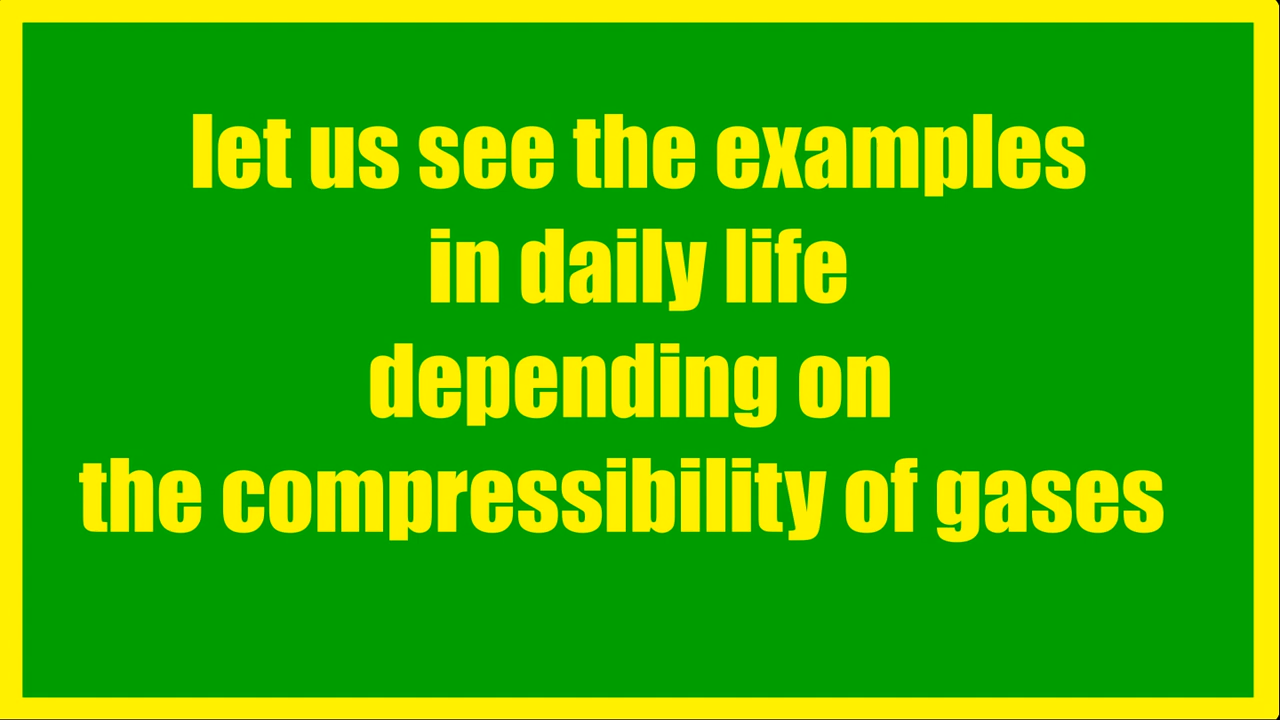 let us see the examples
in daily life
depending on
the compressibility of gases